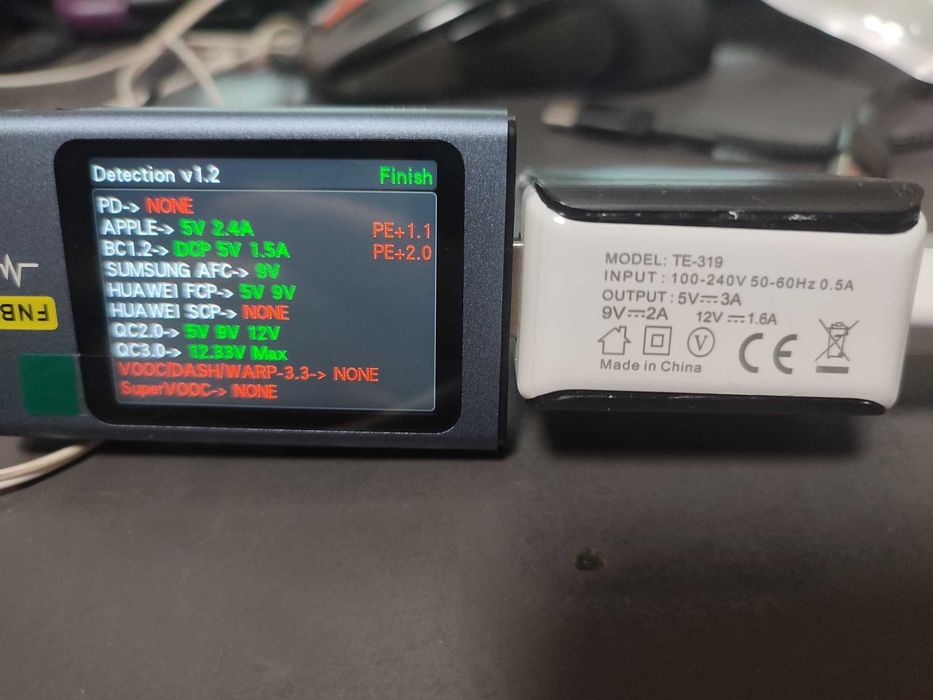 Detection v1.2 Finish
PD-> NONE
APPLE-> 5V 2.4A PE+1.1
BC1.2-> DCP 5V 1.5A PE+2.0
SUMSUNG AFC-> 9V
HUAWEI FCP-> 5V 9V
HUAWEI SCP-> NONE
QC2.0-> 5V 9V 12V
QC3.0-> 12.33V Max
VOOC/DASH/WARP-3.3-> NONE
SuperVOOC-> NONE
FNB
MODEL: TE-319
INPUT : 100-240V 50-60Hz 0.5A
OUTPUT : 5V⎓3A
9V⎓2A 12V⎓1.6A
V CE
Made in China